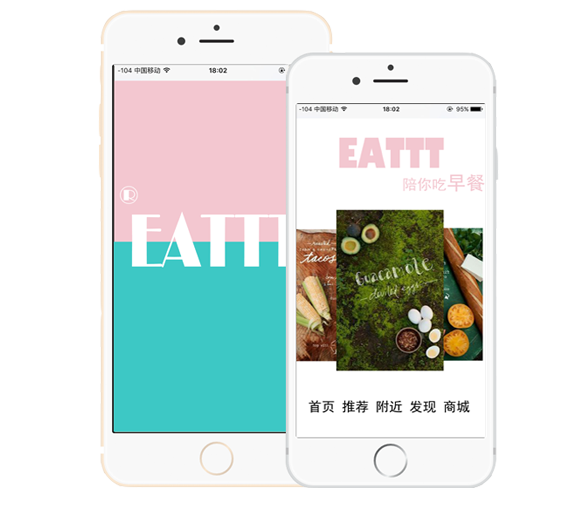 -104 中国移动 18:02
R
EATTT
-104 中国移动 18:02 95%
EATTT
陪你吃早餐
tacos
Guacamole
deviled eggs
首页 推荐 附近 发现 商城